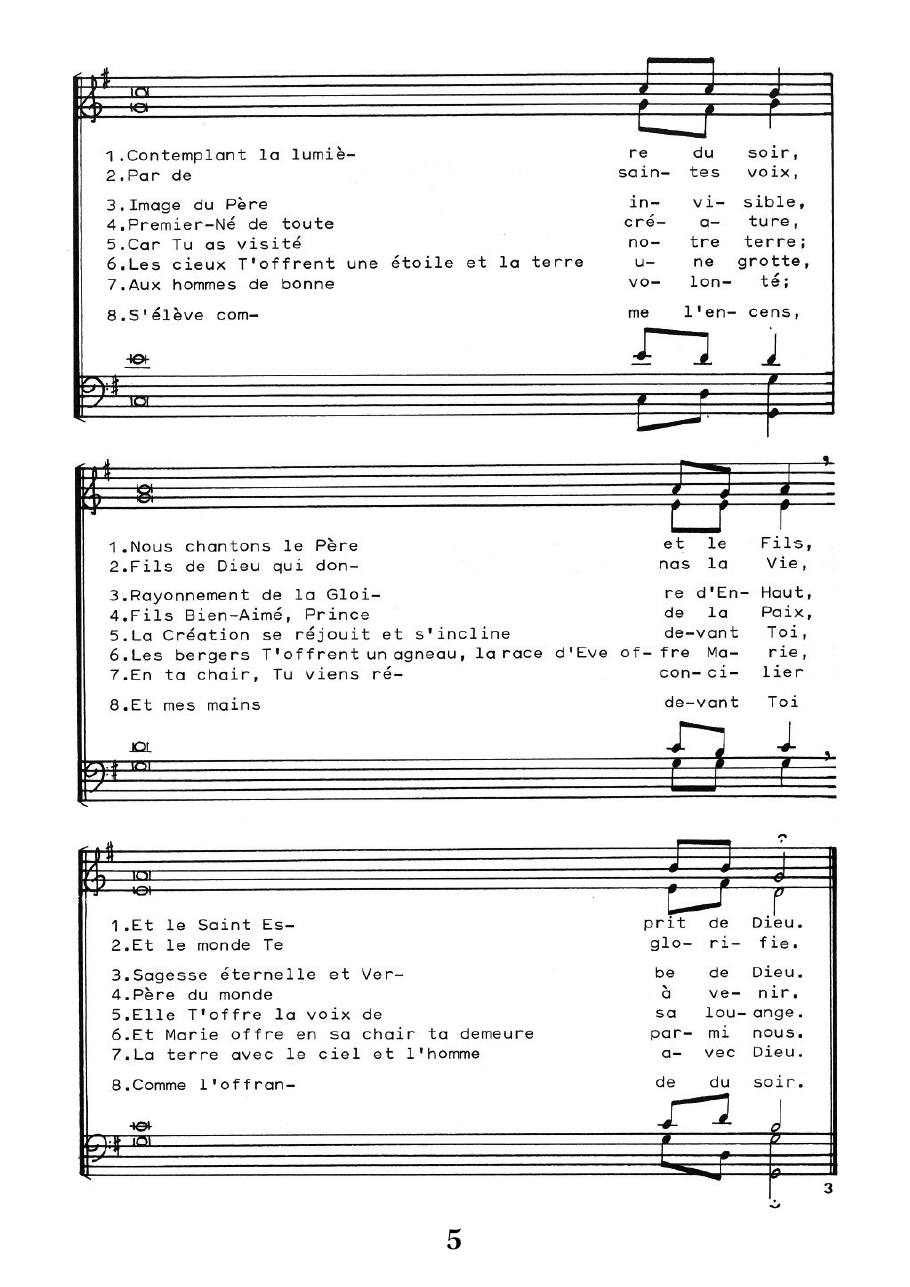 1.Contemplant la lumiè- re du soir,
2.Par de sain- tes voix,
3.Image du Père in- vi- sible,
4.Premier-Né de toute cré- a- ture,
5.Car Tu as visité no- tre terre;
6.Les cieux T'offrent une étoile et la terre u- ne grotte,
7.Aux hommes de bonne vo- lon- té;
8.S'élève com- me l'en- cens,
1.Nous chantons le Père et le Fils,
2.Fils de Dieu qui don- nas la Vie,
3.Rayonnement de la Gloi- re d'En- Haut,
4.Fils Bien-Aimé, Prince de la Paix,
5.La Création se réjouit et s'incline de-vant Toi,
6.Les bergers T'offrent un agneau, la race d'Eve of- fre Ma- rie,
7.En ta chair, Tu viens ré- con- ci- lier
8.Et mes mains de-vant Toi
1.Et le Saint Es- prit de Dieu.
2.Et le monde Te glo- ri- fie.
3.Sagesse éternelle et Ver- be de Dieu.
4.Père du monde à ve- nir.
5.Elle T'offre la voix de sa lou- ange.
6.Et Marie offre en sa chair ta demeure par- mi nous.
7.La terre avec le ciel et l'homme a- vec Dieu.
8.Comme l'offran- de du soir.
3
5